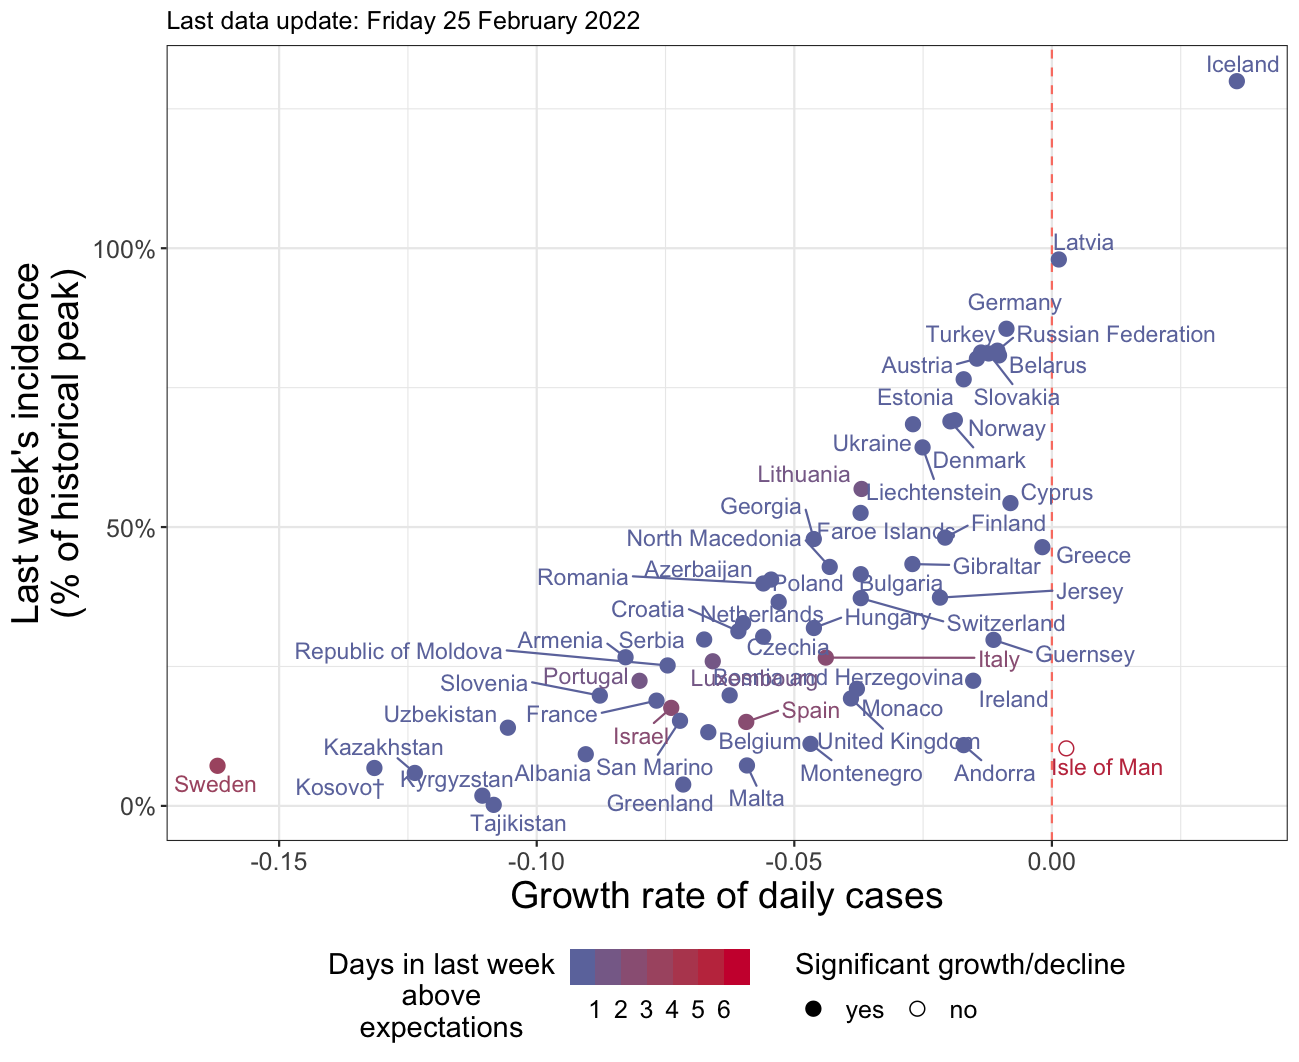 Last data update: Friday 25 February 2022
Last week's incidence
(% of historical peak)
100%
50%
0%
Iceland
Latvia
Germany
Turkey
Russian Federation
Austria
Belarus
Estonia
Slovakia
Norway
Ukraine
Denmark
Lithuania
Liechtenstein
Cyprus
Georgia
Faroe Islands
Finland
North Macedonia
Greece
Azerbaijan
Gibraltar
Romania
Poland
Bulgaria
Jersey
Croatia
Netherlands
Hungary
Switzerland
Armenia
Serbia
Czechia
Republic of Moldova
Italy
Guernsey
Portugal
Luxembourg
Bosnia and Herzegovina
Slovenia
Ireland
Uzbekistan
France
Spain
Monaco
Israel
Belgium
United Kingdom
Kazakhstan
San Marino
Montenegro
Andorra
Isle of Man
Sweden
Kosovo†
Kyrgyzstan
Albania
Greenland
Malta
Tajikistan
-0.15
-0.10
-0.05
0.00
Growth rate of daily cases
Days in last week
above
expectations
1 2 3 4 5 6
Significant growth/decline
yes
no